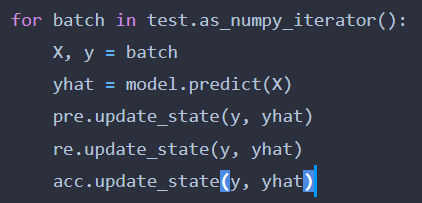 for batch in test.as_numpy_iterator():
    X, y = batch
    yhat = model.predict(X)
    pre.update_state(y, yhat)
    re.update_state(y, yhat)
    acc.update_state(y, yhat)